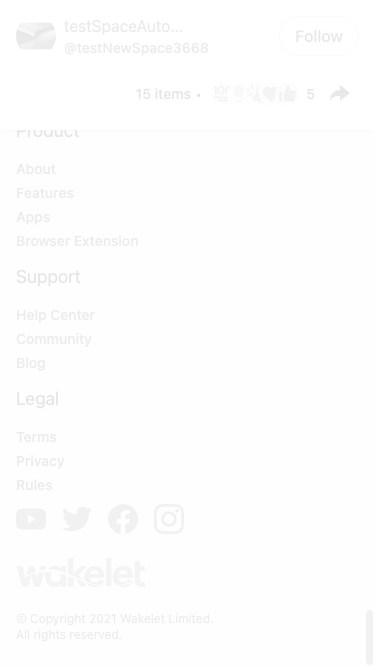 testSpaceAuto...
Follow
@testNewSpace3668
15 items • 5
Product
About
Features
Apps
Browser Extension
Support
Help Center
Community
Blog
Legal
Terms
Privacy
Rules
wakelet
© Copyright 2021 Wakelet Limited.
All rights reserved.